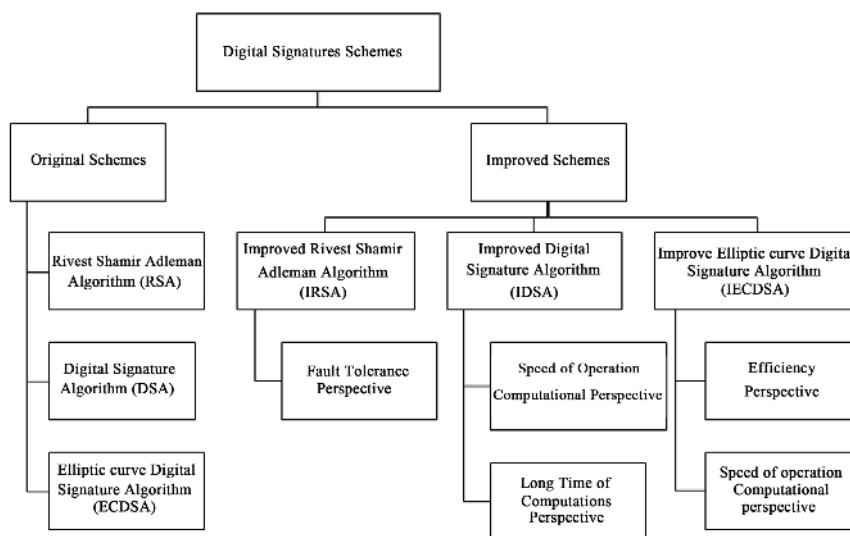 Digital Signatures Schemes
Original Schemes
Improved Schemes
Rivest Shamir Adleman
Algorithm (RSA)
Digital Signature
Algorithm (DSA)
Elliptic curve Digital
Signature Algorithm
(ECDSA)
Improved Rivest Shamir
Adleman Algorithm
(IRSA)
Fault Tolerance
Perspective
Improved Digital
Signature Algorithm
(IDSA)
Speed of Operation
Computational Perspective
Long Time of
Computations
Perspective
Improve Elliptic curve Digital
Signature Algorithm
(IECDSA)
Efficiency
Perspective
Speed of operation
Computational
perspective